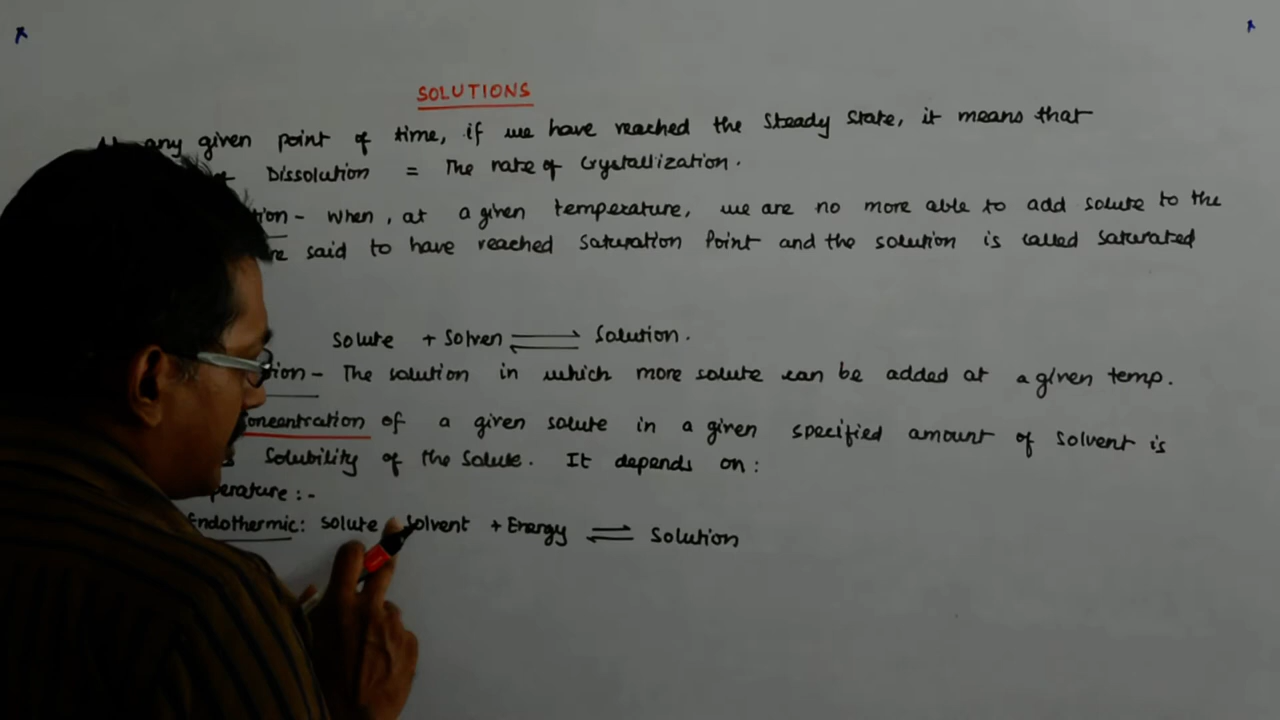 SOLUTIONS
any given point of time, if we have reached the Steady State, it means that
Dissolution = The rate of Crystallization.
tion - When, at a given temperature, we are no more able to add solute to the
re said to have reached Saturation Point and the solution is called Saturated
Solute + Solven ⇌ Solution.
tion - The solution in which more solute can be added at a given temp.
oncentration of a given solute in a given specified amount of solvent is
s Solubility of the Solute. It depends on:
perature :-
Endothermic: Solute Solvent + Energy ⇌ Solution